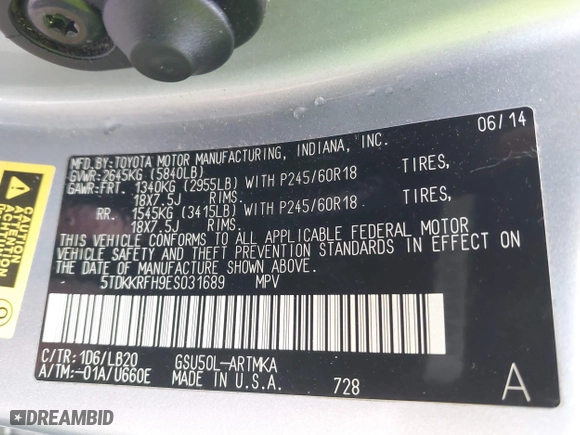 06/14
MFD.BY:TOYOTA MOTOR MANUFACTURING, INDIANA, INC.
GVWR:2645KG (5840LB)
GAWR:FRT. 1340KG (2955LB) WITH P245/60R18 TIRES,
18X7.5J RIMS.
RR. 1545KG (3415LB) WITH P245/60R18 TIRES,
18X7.5J RIMS.
THIS VEHICLE CONFORMS TO ALL APPLICABLE FEDERAL MOTOR
VEHICLE SAFETY AND THEFT PREVENTION STANDARDS IN EFFECT ON
THE DATE OF MANUFACTURE SHOWN ABOVE.
5TDKKRFH9ES031689 MPV
C/TR:1D6/LB20 GSU50L-ARTMKA
A/TM:-01A/U660E MADE IN U.S.A. 728 A
CAUTION
ATTENTION
DREAMBID